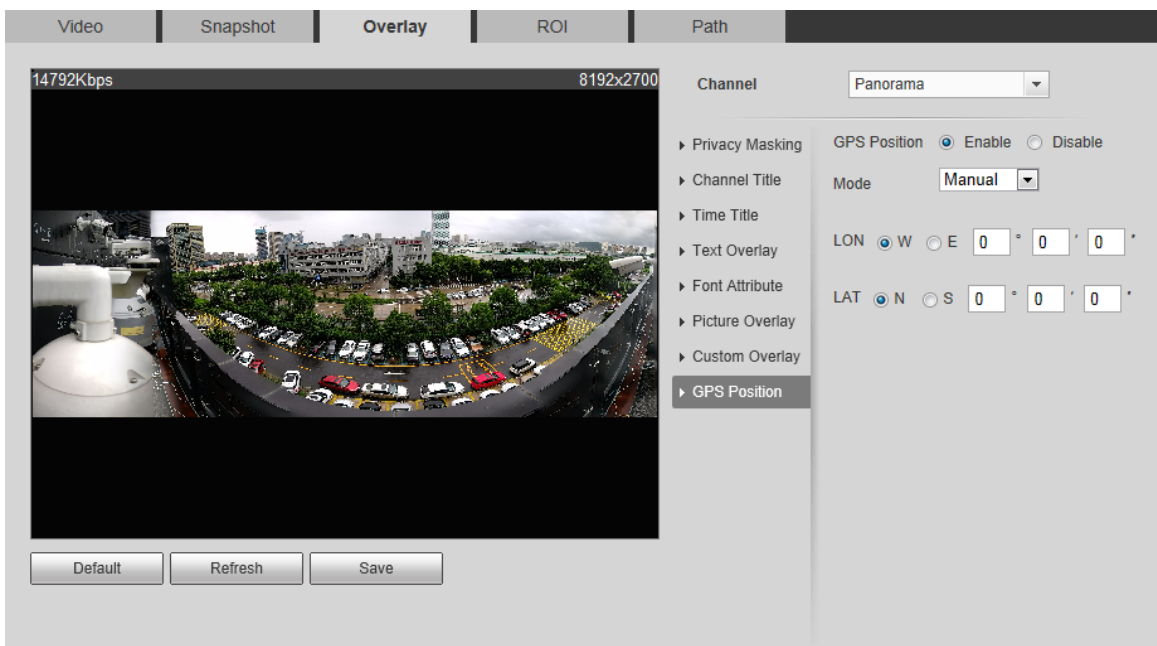 Video Snapshot Overlay ROI Path
14792Kbps 8192x2700
Channel Panorama
Privacy Masking
Channel Title
Time Title
Text Overlay
Font Attribute
Picture Overlay
Custom Overlay
GPS Position
GPS Position Enable Disable
Mode Manual
LON W E 0 ° 0 ′ 0 ″
LAT N S 0 ° 0 ′ 0 ″
Default Refresh Save